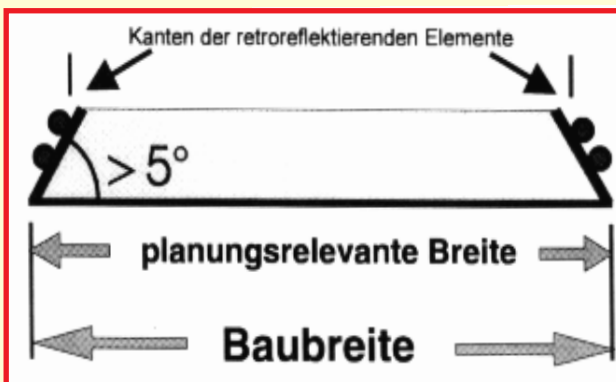 Kanten der retroreflektierenden Elemente
> 5°
planungsrelevante Breite
Baubreite